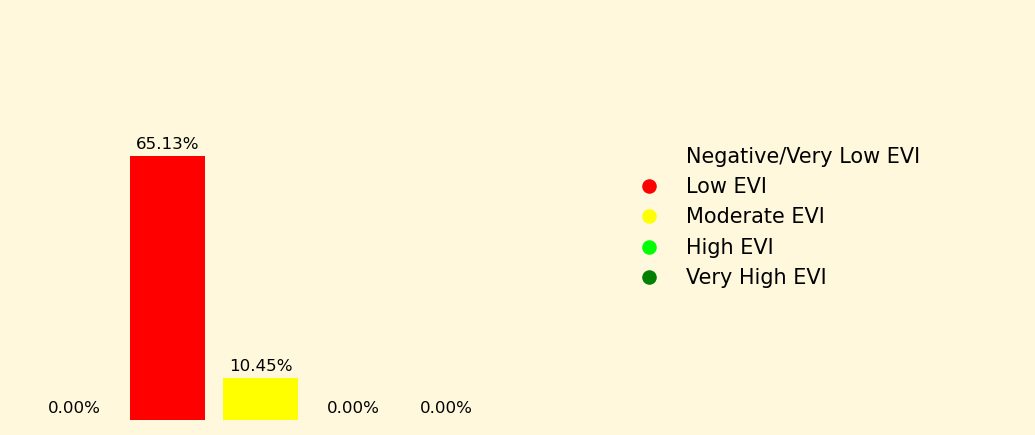 65.13%
10.45%
0.00%
0.00%
0.00%
Negative/Very Low EVI
Low EVI
Moderate EVI
High EVI
Very High EVI